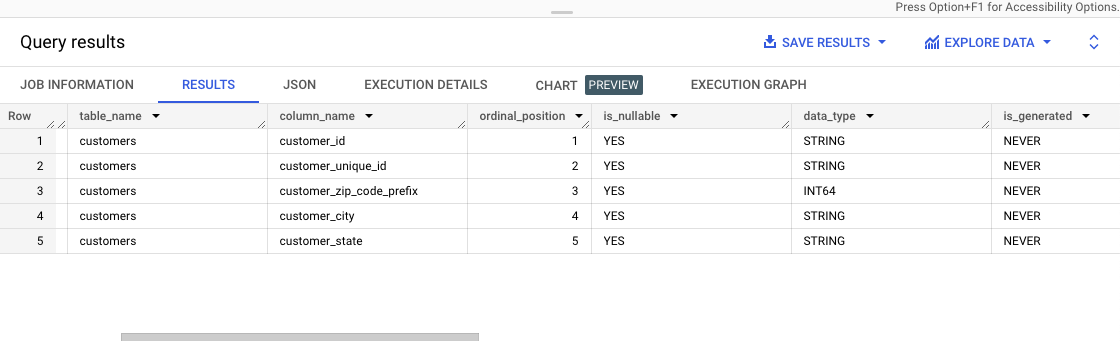 Press Option+F1 for Accessibility Options.
Query results SAVE RESULTS EXPLORE DATA
JOB INFORMATION RESULTS JSON EXECUTION DETAILS CHART PREVIEW EXECUTION GRAPH
Row table_name column_name ordinal_position is_nullable data_type is_generated
1 customers customer_id 1 YES STRING NEVER
2 customers customer_unique_id 2 YES STRING NEVER
3 customers customer_zip_code_prefix 3 YES INT64 NEVER
4 customers customer_city 4 YES STRING NEVER
5 customers customer_state 5 YES STRING NEVER